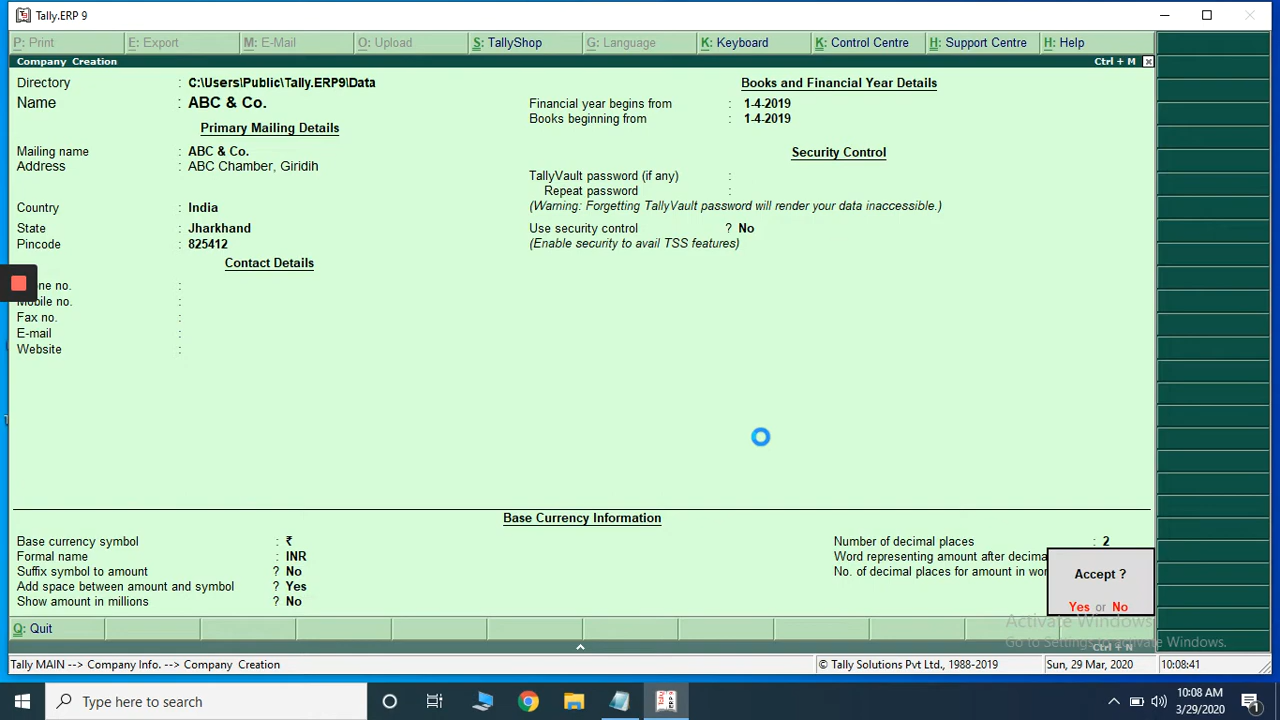 Tally.ERP 9
P: Print E: Export M: E-Mail O: Upload S: TallyShop G: Language K: Keyboard K: Control Centre H: Support Centre H: Help
Company Creation Ctrl + M
Directory : C:\Users\Public\Tally.ERP9\Data
Name : ABC & Co.
Primary Mailing Details
Mailing name : ABC & Co.
Address : ABC Chamber, Giridih
Country : India
State : Jharkhand
Pincode : 825412
Contact Details
ne no. :
Mobile no. :
Fax no. :
E-mail :
Website :
Books and Financial Year Details
Financial year begins from : 1-4-2019
Books beginning from : 1-4-2019
Security Control
TallyVault password (if any) :
Repeat password :
(Warning: Forgetting TallyVault password will render your data inaccessible.)
Use security control ? No
(Enable security to avail TSS features)
Base Currency Information
Base currency symbol : ₹
Formal name : INR
Suffix symbol to amount ? No
Add space between amount and symbol ? Yes
Show amount in millions ? No
Number of decimal places : 2
Word representing amount after decima
No. of decimal places for amount in wor
Accept ?
Yes or No
Activate Windows
Go to Settings to activate Windows.
Q: Quit
Ctrl + N
Tally MAIN --> Company Info. --> Company Creation © Tally Solutions Pvt Ltd., 1988-2019 Sun, 29 Mar, 2020 10:08:41
Type here to search
10:08 AM
3/29/2020